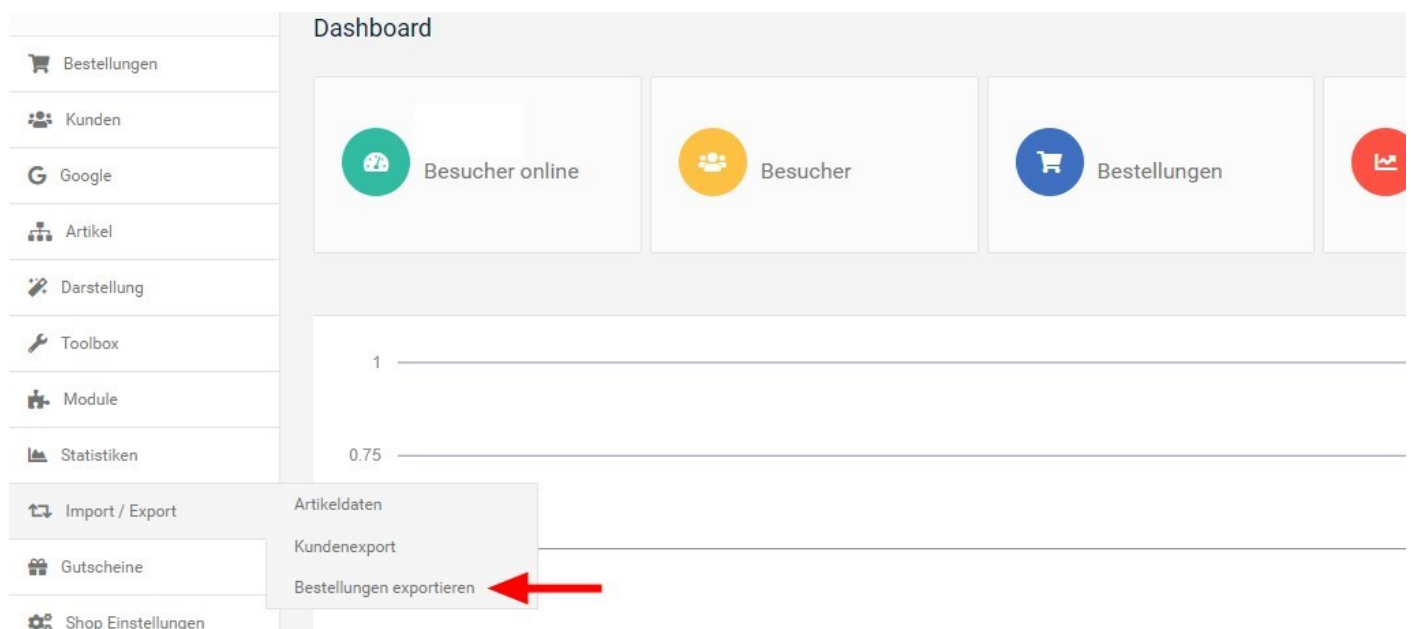 Dashboard
Bestellungen
Kunden
Google
Artikel
Darstellung
Toolbox
Module
Statistiken
Import / Export
Gutscheine
Shop Einstellungen
Artikeldaten
Kundenexport
Bestellungen exportieren
Besucher online
Besucher
Bestellungen
1
0.75